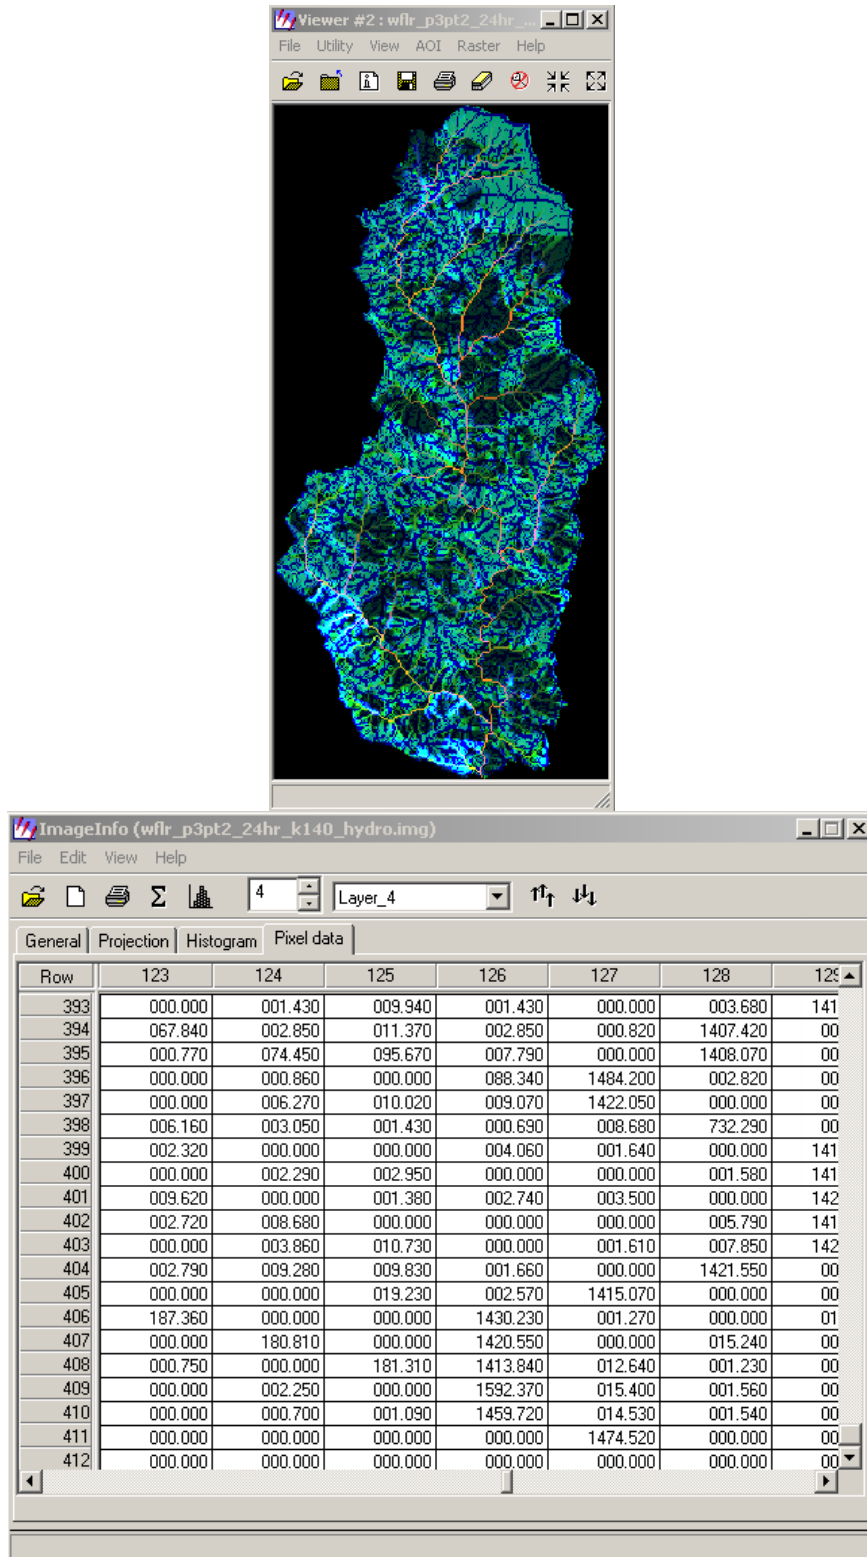 Viewer #2 : wflr_p3pt2_24hr_...
File Utility View AOI Raster Help
ImageInfo (wflr_p3pt2_24hr_k140_hydro.img)
File Edit View Help
4 Layer_4
General Projection Histogram Pixel data
Row 123 124 125 126 127 128 129
393 000.000 001.430 009.940 001.430 000.000 003.680 141
394 067.840 002.850 011.370 002.850 000.820 1407.420 00
395 000.770 074.450 095.670 007.790 000.000 1408.070 00
396 000.000 000.860 000.000 088.340 1484.200 002.820 00
397 000.000 006.270 010.020 009.070 1422.050 000.000 00
398 006.160 003.050 001.430 000.690 008.680 732.290 00
399 002.320 000.000 000.000 004.060 001.640 000.000 141
400 000.000 002.290 002.950 000.000 000.000 001.580 141
401 009.620 000.000 001.380 002.740 003.500 000.000 142
402 002.720 008.680 000.000 000.000 000.000 005.790 141
403 000.000 003.860 010.730 000.000 001.610 007.850 142
404 002.790 009.280 009.830 001.660 000.000 1421.550 00
405 000.000 000.000 019.230 002.570 1415.070 000.000 00
406 187.360 000.000 000.000 1430.230 001.270 000.000 01
407 000.000 180.810 000.000 1420.550 000.000 015.240 00
408 000.750 000.000 181.310 1413.840 012.640 001.230 00
409 000.000 002.250 000.000 1592.370 015.400 001.560 00
410 000.000 000.700 001.090 1459.720 014.530 001.540 00
411 000.000 000.000 000.000 000.000 1474.520 000.000 00
412 000.000 000.000 000.000 000.000 000.000 000.000 00